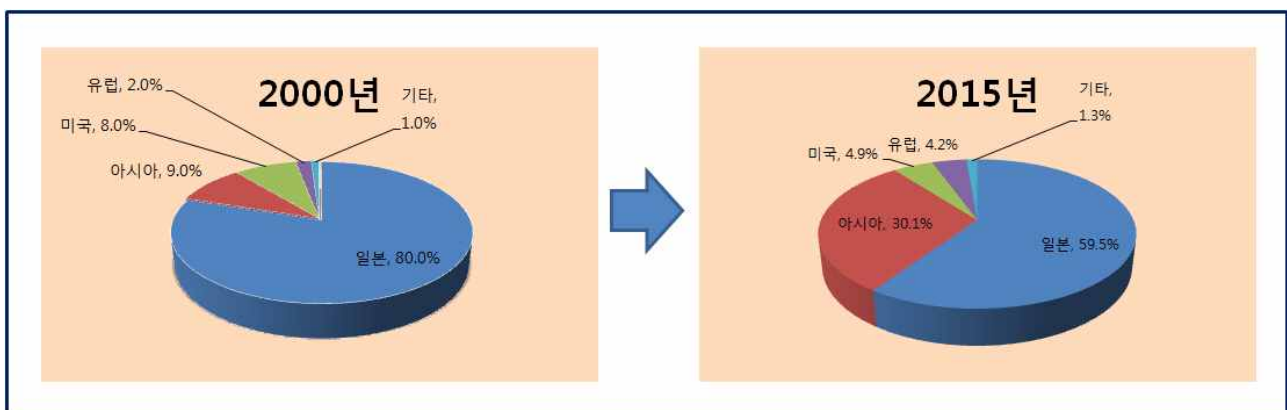 2000년
유럽, 2.0%
기타,
1.0%
미국, 8.0%
아시아, 9.0%
일본, 80.0%
2015년
기타,
1.3%
미국, 4.9%
유럽, 4.2%
아시아, 30.1%
일본, 59.5%